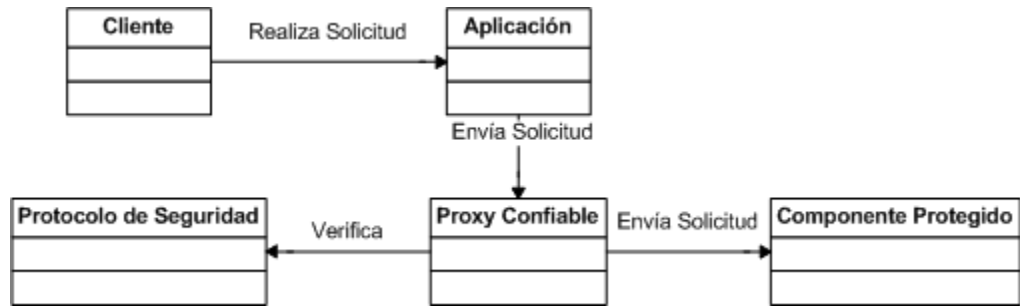 Cliente
Realiza Solicitud
Aplicación
Envía Solicitud
Protocolo de Seguridad
Verifica
Proxy Confiable
Envía Solicitud
Componente Protegido